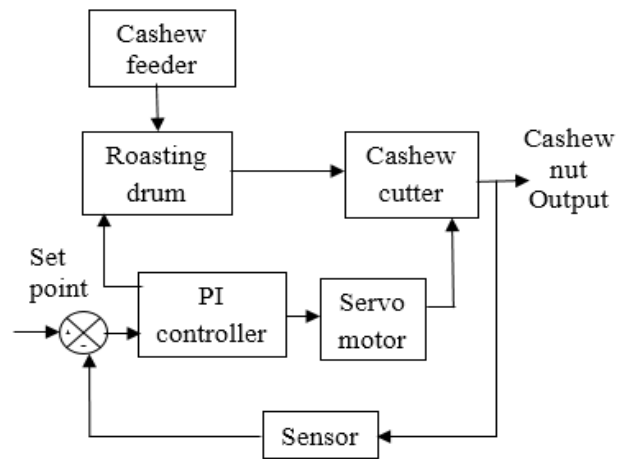 Cashew
feeder
Roasting
drum
Cashew
cutter
Cashew
nut
Output
Set
point
PI
controller
Servo
motor
Sensor